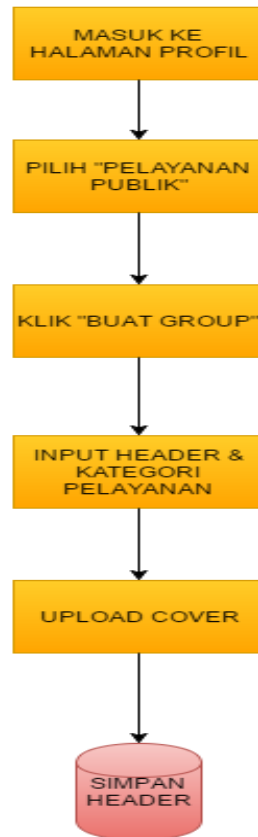 MASUK KE
HALAMAN PROFIL
PILIH "PELAYANAN
PUBLIK"
KLIK "BUAT GROUP"
INPUT HEADER &
KATEGORI
PELAYANAN
UPLOAD COVER
SIMPAN
HEADER